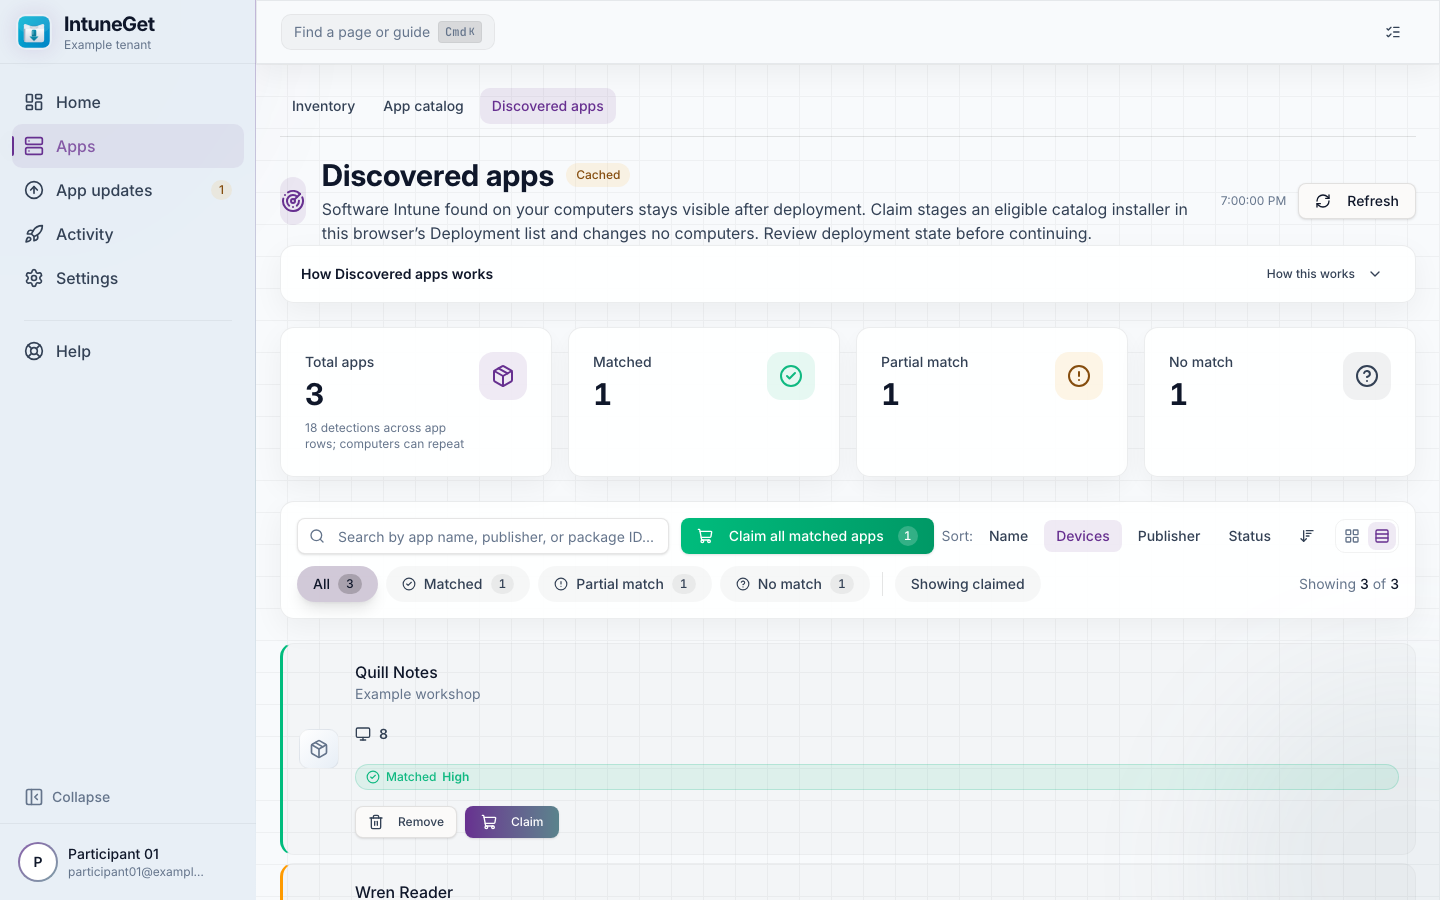 IntuneGet
Example tenant
Find a page or guide Cmd K
Home
Apps
App updates 1
Activity
Settings
Help
Collapse
P
Participant 01
participant01@exampl...
Inventory App catalog Discovered apps
Discovered apps Cached
Software Intune found on your computers stays visible after deployment. Claim stages an eligible catalog installer in
this browser’s Deployment list and changes no computers. Review deployment state before continuing.
7:00:00 PM Refresh
How Discovered apps works How this works
Total apps
3
18 detections across app
rows; computers can repeat
Matched
1
Partial match
1
No match
1
Search by app name, publisher, or package ID... Claim all matched apps 1 Sort: Name Devices Publisher Status
All 3 Matched 1 Partial match 1 No match 1 Showing claimed Showing 3 of 3
Quill Notes
Example workshop
8
Matched High
Remove Claim
Wren Reader